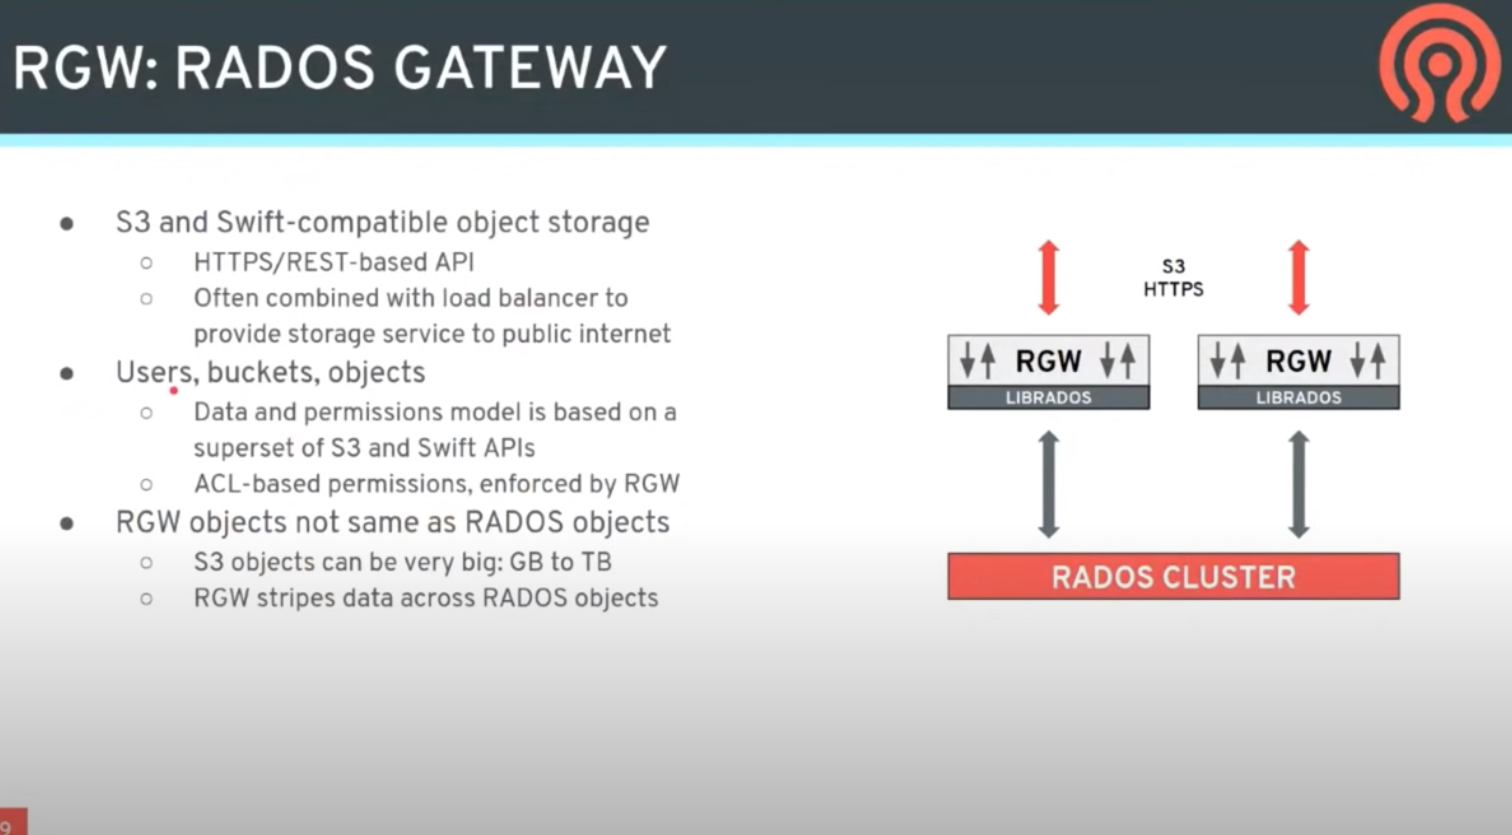 RGW: RADOS GATEWAY
● S3 and Swift-compatible object storage
○ HTTPS/REST-based API
○ Often combined with load balancer to
provide storage service to public internet
● Users, buckets, objects
○ Data and permissions model is based on a
superset of S3 and Swift APIs
○ ACL-based permissions, enforced by RGW
● RGW objects not same as RADOS objects
○ S3 objects can be very big: GB to TB
○ RGW stripes data across RADOS objects
S3
HTTPS
RGW
LIBRADOS
RGW
LIBRADOS
RADOS CLUSTER
9